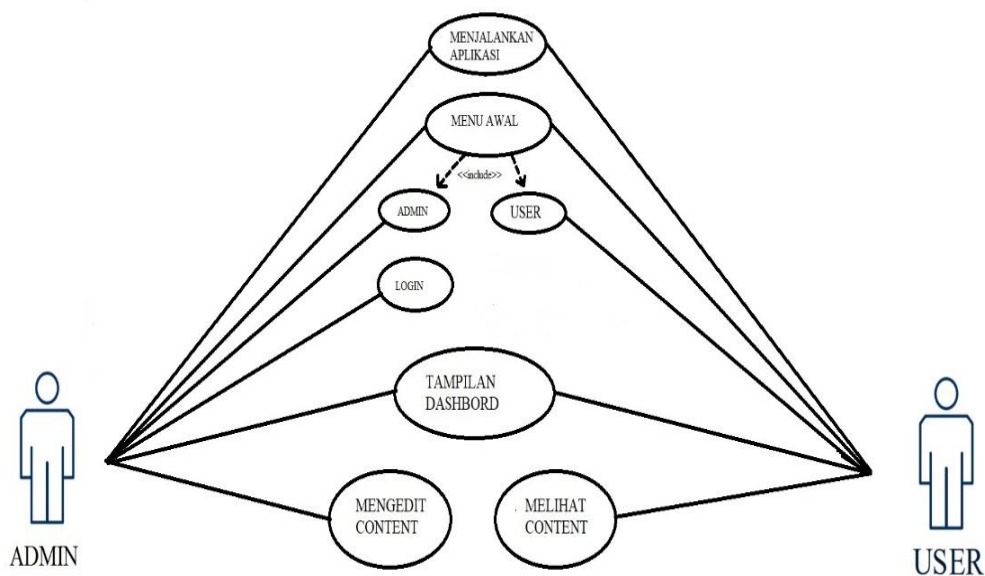 MENJALANKAN
APLIKASI
MENU AWAL
<<include>>
ADMIN
USER
LOGIN
TAMPILAN
DASHBORD
MENGEDIT
CONTENT
MELIHAT
CONTENT
ADMIN
USER